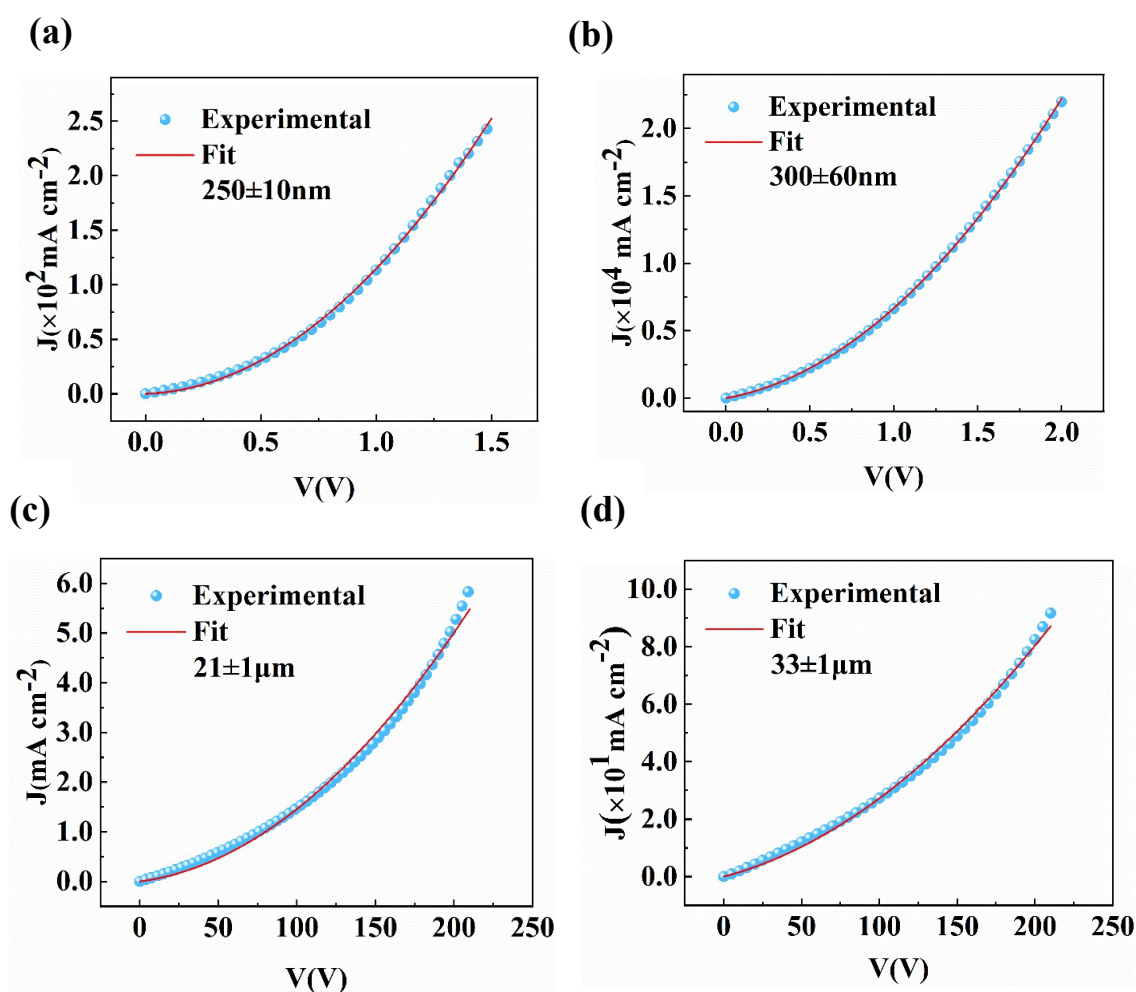 (a)
Experimental
Fit
250±10nm
J(×10² mA cm⁻²)
2.5
2.0
1.5
1.0
0.5
0.0
0.0 0.5 1.0 1.5
V(V)
(b)
Experimental
Fit
300±60nm
J(×10⁴ mA cm⁻²)
2.0
1.5
1.0
0.5
0.0
0.0 0.5 1.0 1.5 2.0
V(V)
(c)
Experimental
Fit
21±1μm
J(mA cm⁻²)
6.0
5.0
4.0
3.0
2.0
1.0
0.0
0 50 100 150 200 250
V(V)
(d)
Experimental
Fit
33±1μm
J(×10¹ mA cm⁻²)
10.0
8.0
6.0
4.0
2.0
0.0
0 50 100 150 200 250
V(V)